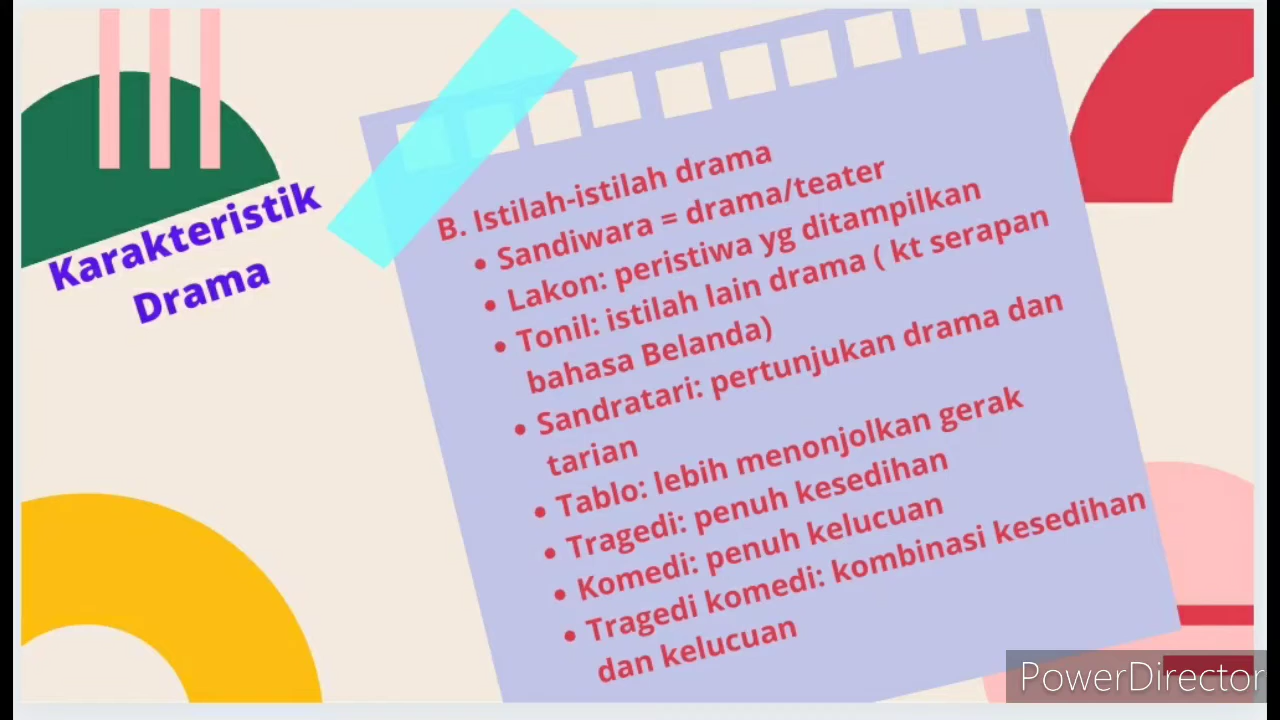 Karakteristik
Drama
B. Istilah-istilah drama
• Sandiwara = drama/teater
• Lakon: peristiwa yg ditampilkan
• Tonil: istilah lain drama ( kt serapan
bahasa Belanda)
• Sandratari: pertunjukan drama dan
tarian
• Tablo: lebih menonjolkan gerak
• Tragedi: penuh kesedihan
• Komedi: penuh kelucuan
• Tragedi komedi: kombinasi kesedihan
dan kelucuan
PowerDirector